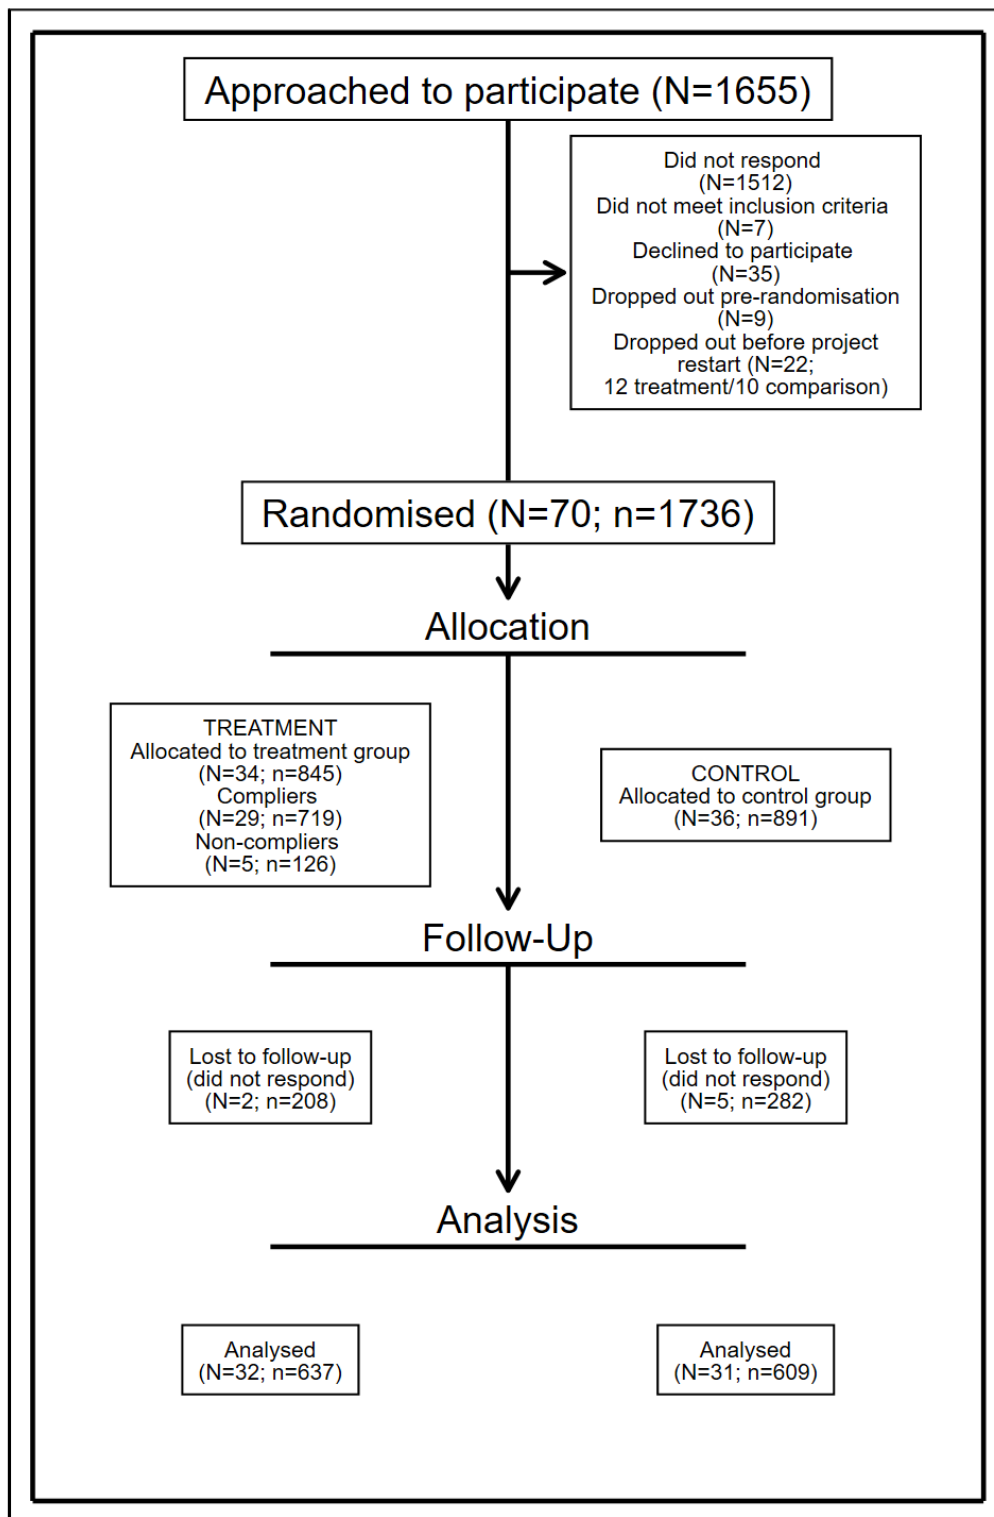 Approached to participate (N=1655)
Did not respond
(N=1512)
Did not meet inclusion criteria
(N=7)
Declined to participate
(N=35)
Dropped out pre-randomisation
(N=9)
Dropped out before project
restart (N=22;
12 treatment/10 comparison)
Randomised (N=70; n=1736)
Allocation
TREATMENT
Allocated to treatment group
(N=34; n=845)
Compliers
(N=29; n=719)
Non-compliers
(N=5; n=126)
CONTROL
Allocated to control group
(N=36; n=891)
Follow-Up
Lost to follow-up
(did not respond)
(N=2; n=208)
Lost to follow-up
(did not respond)
(N=5; n=282)
Analysis
Analysed
(N=32; n=637)
Analysed
(N=31; n=609)